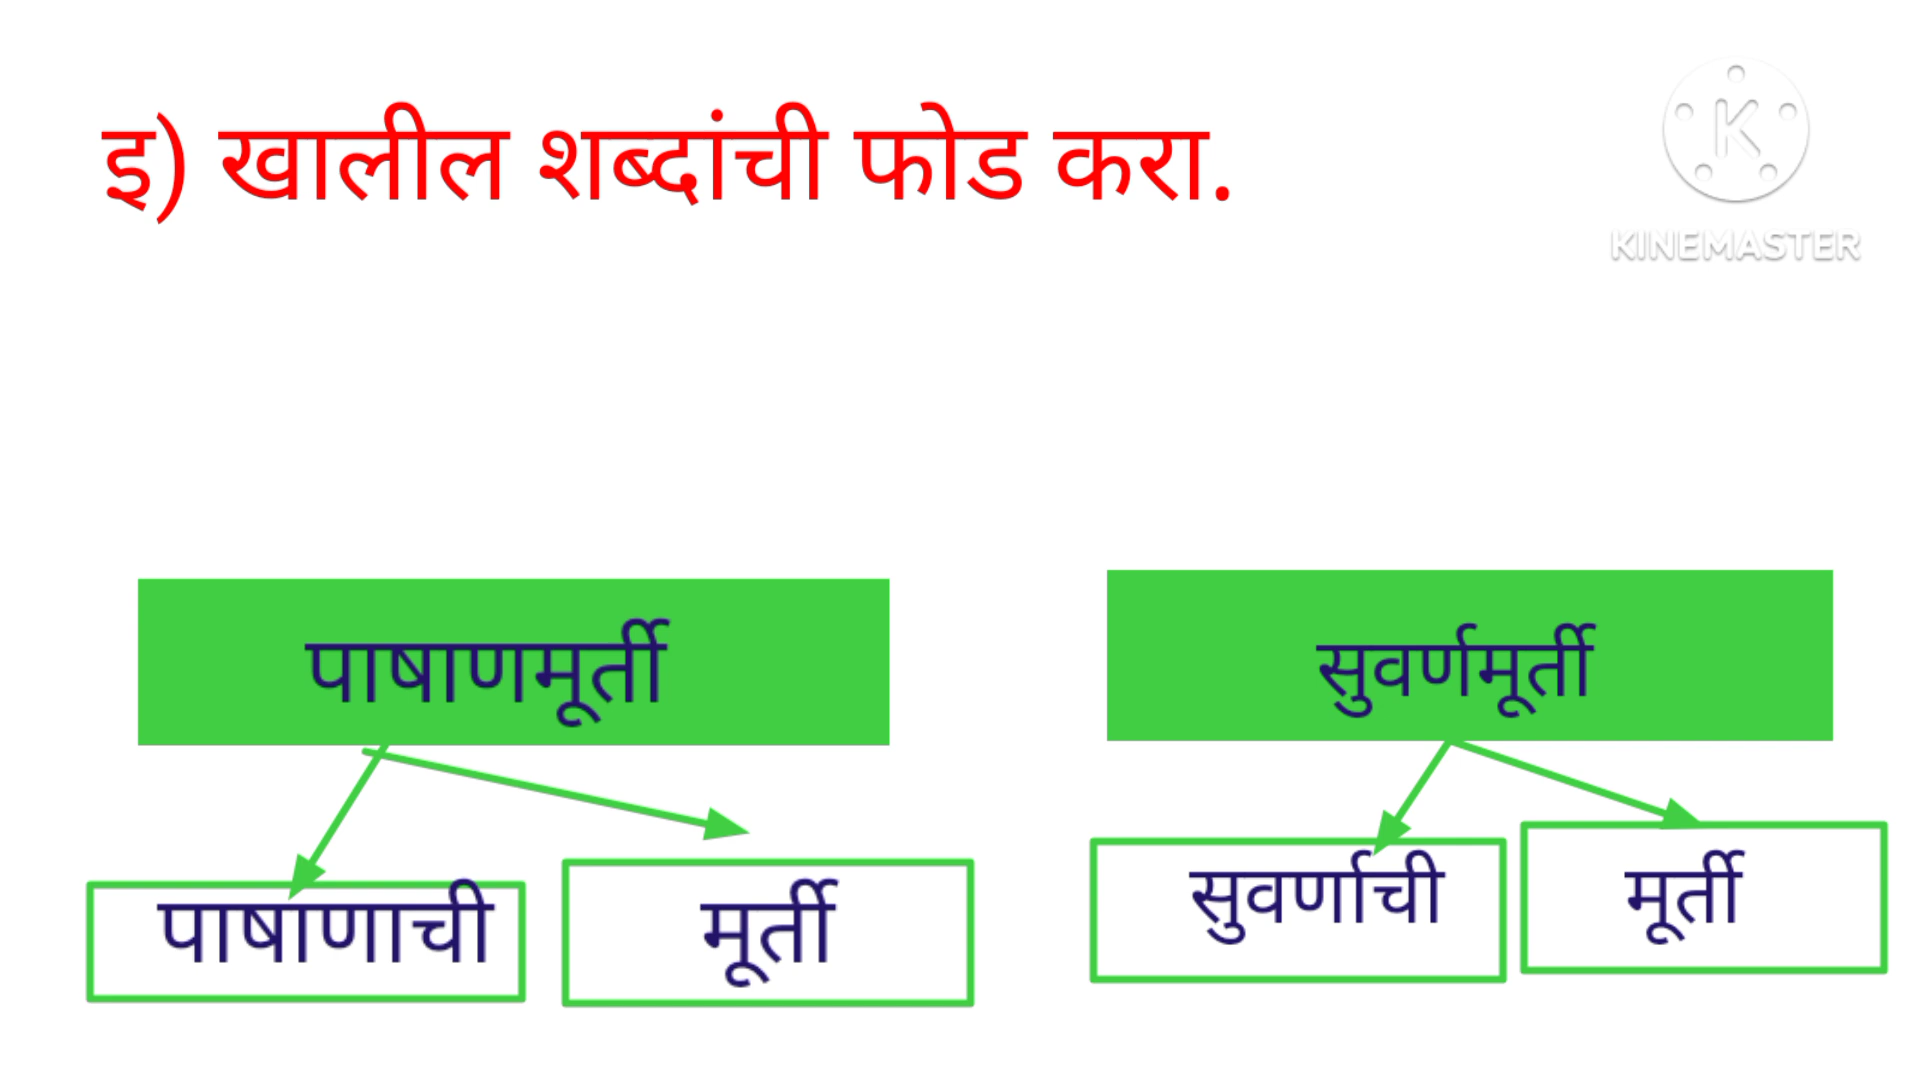 इ) खालील शब्दांची फोड करा.
K
KINEMASTER
पाषाणमूर्ती
सुवर्णमूर्ती
पाषाणाची
मूर्ती
सुवर्णाची
मूर्ती